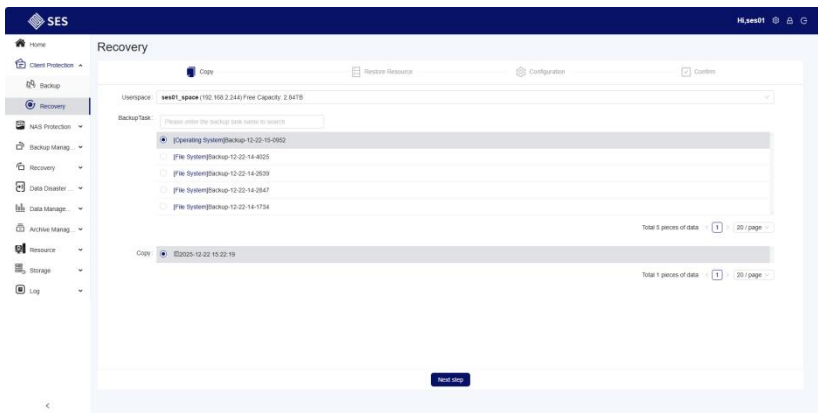 SES
Hi,ses01
Home
Client Protection
Backup
Recovery
NAS Protection
Backup Manag...
Recovery
Data Disaster ...
Data Manage...
Archive Manag...
Resource
Storage
Log
Recovery
Copy
Restore Resource
Configuration
Confirm
Userspace: ses01_space (192.168.2.244) Free Capacity: 2.64TB
BackupTask: Please enter the backup task name to search
[Operating System]Backup-12-22-15-0952
[File System]Backup-12-22-14-4025
[File System]Backup-12-22-14-2639
[File System]Backup-12-22-14-2847
[File System]Backup-12-22-14-1734
Total 5 pieces of data < 1 > 20 / page
Copy: 2025-12-22 15:22:19
Total 1 pieces of data < 1 > 20 / page
Next step